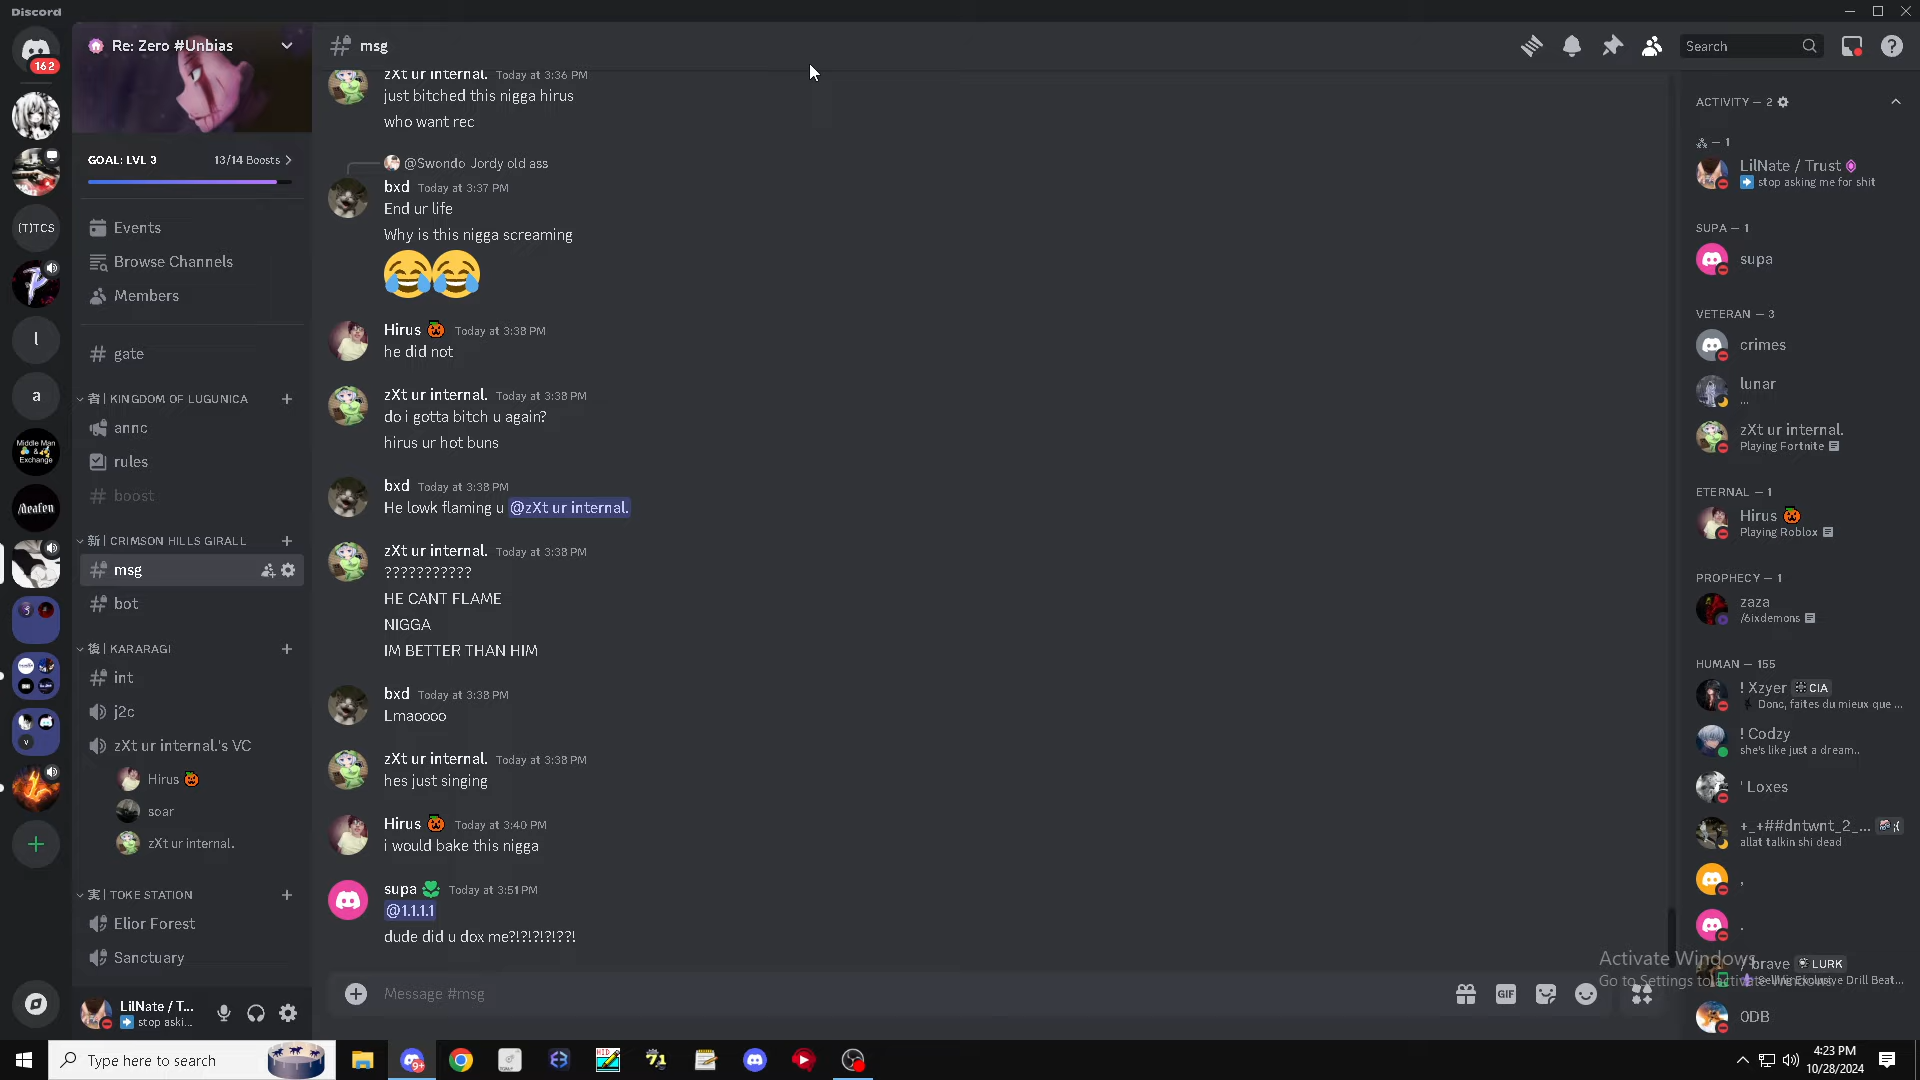 Discord
162
(T)TCS
l
a
Middle Man
& 
Exchange
/deafen
v
Re: Zero #Unbias
GOAL: LVL 3
13/14 Boosts
Events
Browse Channels
Members
gate
者 | KINGDOM OF LUGUNICA
annc
rules
boost
新 | CRIMSON HILLS GIRALL
msg
bot
復 | KARARAGI
int
j2c
zXt ur internal.'s VC
Hirus
soar
zXt ur internal.
実 | TOKE STATION
Elior Forest
Sanctuary
LilNate / T...
stop aski...
msg
Search
zXt ur internal. Today at 3:36 PM
just bitched this nigga hirus
who want rec
@Swondo Jordy old ass
bxd Today at 3:37 PM
End ur life
Why is this nigga screaming
Hirus Today at 3:38 PM
he did not
zXt ur internal. Today at 3:38 PM
do i gotta bitch u again?
hirus ur hot buns
bxd Today at 3:38 PM
He lowk flaming u @zXt ur internal.
zXt ur internal. Today at 3:38 PM
???????????
HE CANT FLAME
NIGGA
IM BETTER THAN HIM
bxd Today at 3:38 PM
Lmaoooo
zXt ur internal. Today at 3:38 PM
hes just singing
Hirus Today at 3:40 PM
i would bake this nigga
supa Today at 3:51 PM
@1.1.1.1
dude did u dox me?!?!?!?!??!
Message #msg
GIF
ACTIVITY — 2
— 1
LilNate / Trust
stop asking me for shit
SUPA — 1
supa
VETERAN — 3
crimes
lunar
...
zXt ur internal.
Playing Fortnite
ETERNAL — 1
Hirus
Playing Roblox
PROPHECY — 1
zaza
/6ixdemons
HUMAN — 155
! Xzyer CIA
Donc, faites du mieux que ...
! Codzy
she's like just a dream..
' Loxes
+_+##dntwnt_2_... ;(
allat talkin shi dead
,
.
/ brave LURK
Selling Exclusive Drill Beat...
ODB
Activate Windows
Go to Settings to activate Windows.
Type here to search
9+
4:23 PM
10/28/2024